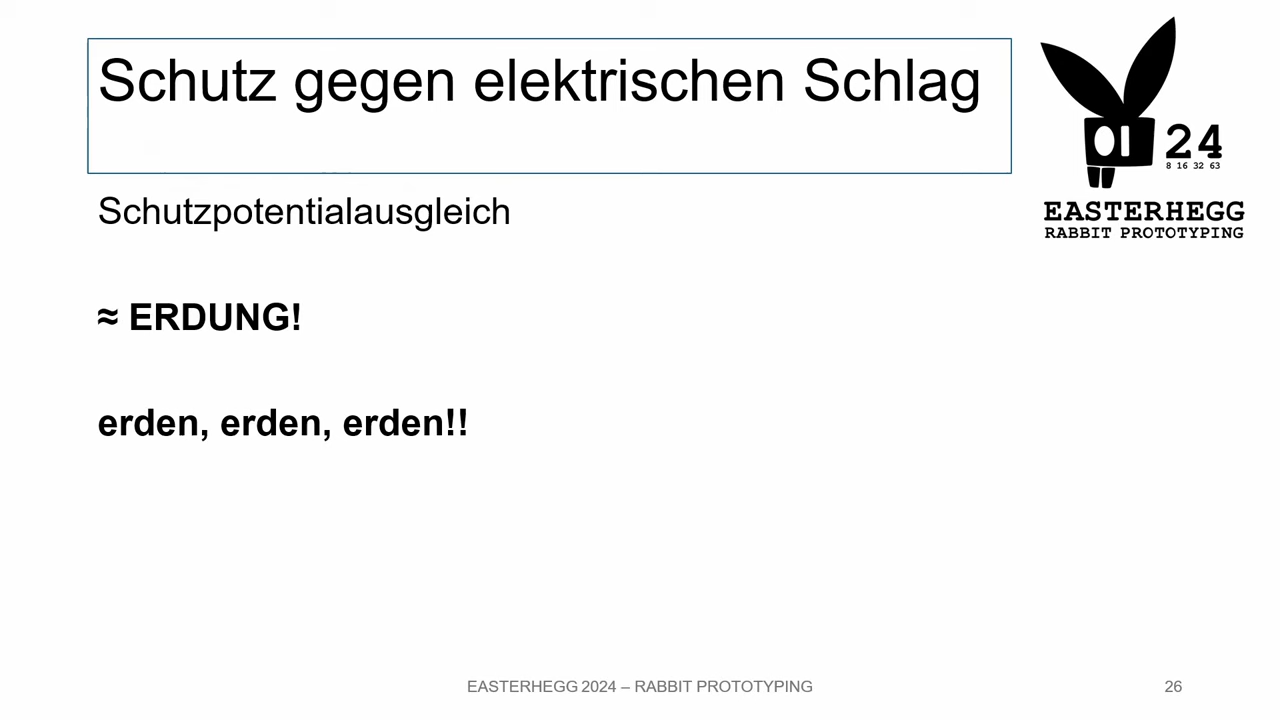 Schutz gegen elektrischen Schlag
24
8 16 32 63
EASTERHEGG
RABBIT PROTOTYPING
Schutzpotentialausgleich
≈ ERDUNG!
erden, erden, erden!!
EASTERHEGG 2024 – RABBIT PROTOTYPING
26